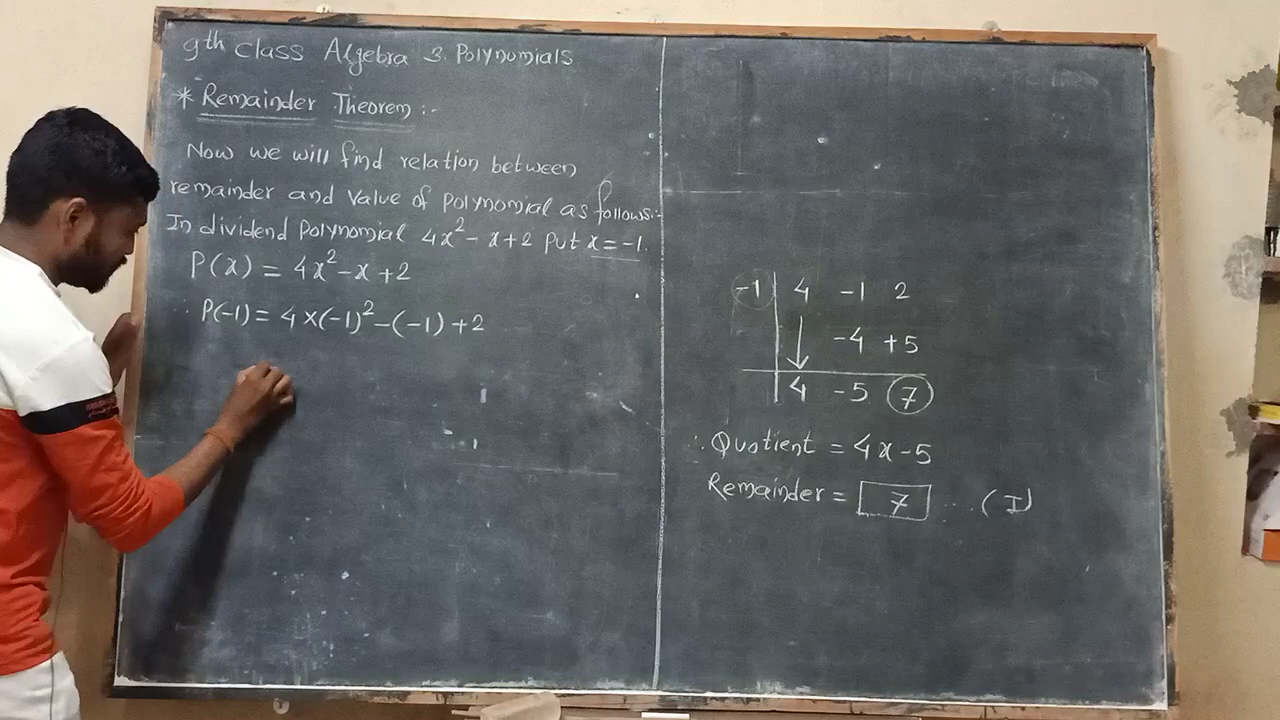 9th class Algebra 3. Polynomials
* Remainder Theorem :-
Now we will find relation between
remainder and value of polynomial as follows:-
In dividend polynomial 4x² - x + 2 put x = -1.
P(x) = 4x² - x + 2
∴ P(-1) = 4 × (-1)² - (-1) + 2
-1 | 4 -1 2
↓ -4 +5
4 -5 7
∴ Quotient = 4x - 5
Remainder = 7 ... (I)